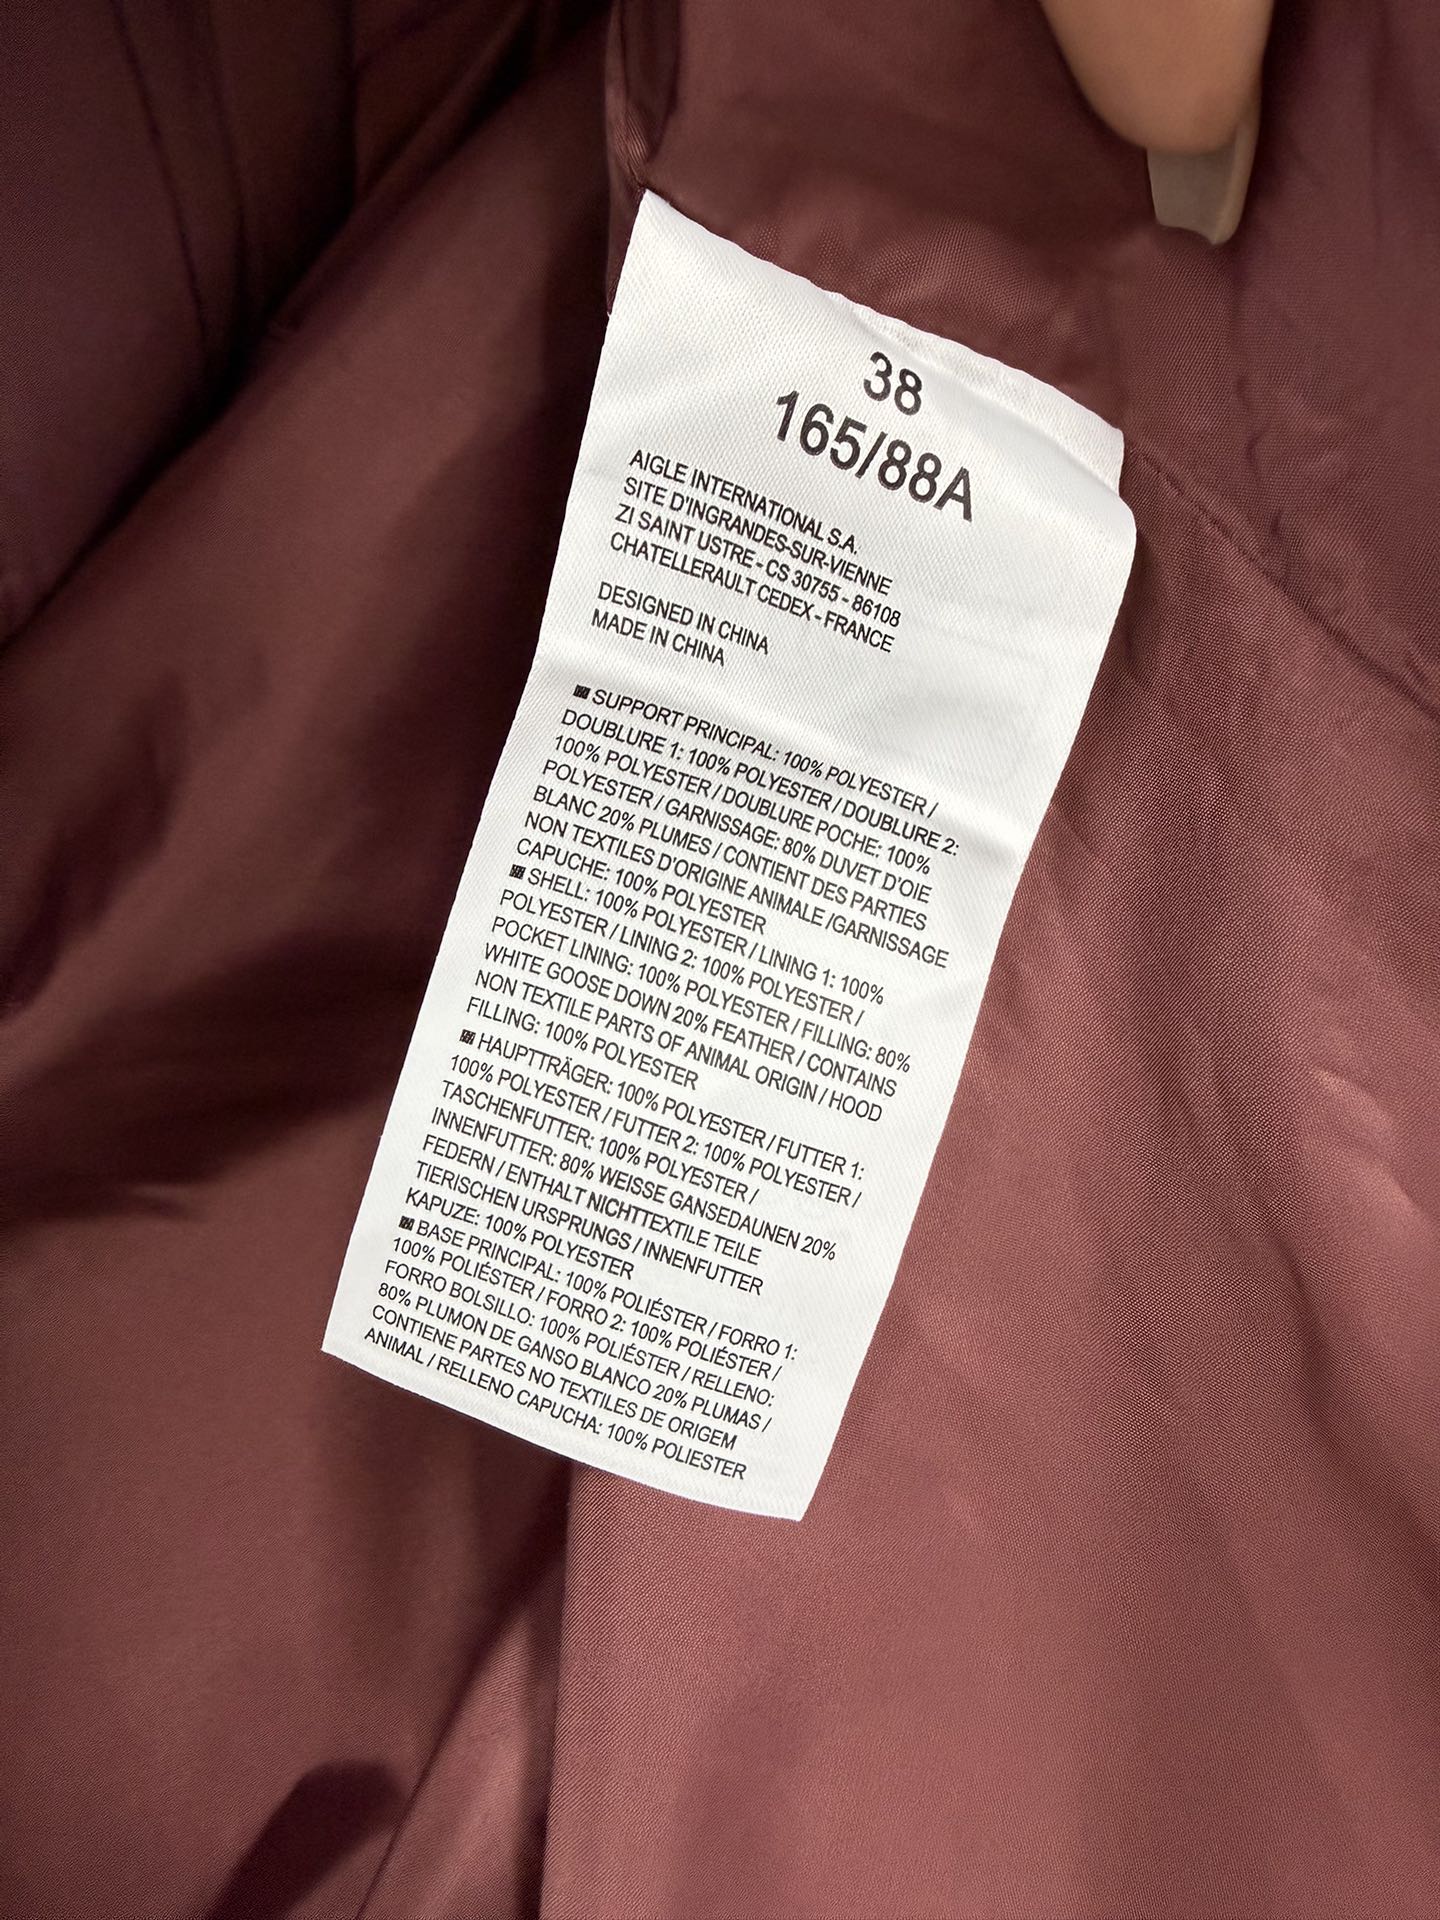 38
165/88A
AIGLE INTERNATIONAL S.A.
SITE D'INGRANDES-SUR-VIENNE
ZI SAINT USTRE - CS 30755 - 86108
CHATELLERAULT CEDEX - FRANCE
DESIGNED IN CHINA
MADE IN CHINA
SUPPORT PRINCIPAL: 100% POLYESTER /
DOUBLURE 1: 100% POLYESTER / DOUBLURE 2:
100% POLYESTER / DOUBLURE POCHE: 100%
POLYESTER / GARNISSAGE: 80% DUVET D'OIE
BLANC 20% PLUMES / CONTIENT DES PARTIES
NON TEXTILES D'ORIGINE ANIMALE /GARNISSAGE
CAPUCHE: 100% POLYESTER
SHELL: 100% POLYESTER / LINING 1: 100%
POLYESTER / LINING 2: 100% POLYESTER /
POCKET LINING: 100% POLYESTER / FILLING: 80%
WHITE GOOSE DOWN 20% FEATHER / CONTAINS
NON TEXTILE PARTS OF ANIMAL ORIGIN / HOOD
FILLING: 100% POLYESTER
HAUPTTRÄGER: 100% POLYESTER / FUTTER 1:
100% POLYESTER / FUTTER 2: 100% POLYESTER /
TASCHENFUTTER: 100% POLYESTER /
INNENFUTTER: 80% WEISSE GANSEDAUNEN 20%
FEDERN / ENTHALT NICHTTEXTILE TEILE
TIERISCHEN URSPRUNGS / INNENFUTTER
KAPUZE: 100% POLYESTER
BASE PRINCIPAL: 100% POLIÉSTER / FORRO 1:
100% POLIÉSTER / FORRO 2: 100% POLIÉSTER /
FORRO BOLSILLO: 100% POLIÉSTER / RELLENO:
80% PLUMON DE GANSO BLANCO 20% PLUMAS /
CONTIENE PARTES NO TEXTILES DE ORIGEM
ANIMAL / RELLENO CAPUCHA: 100% POLIESTER